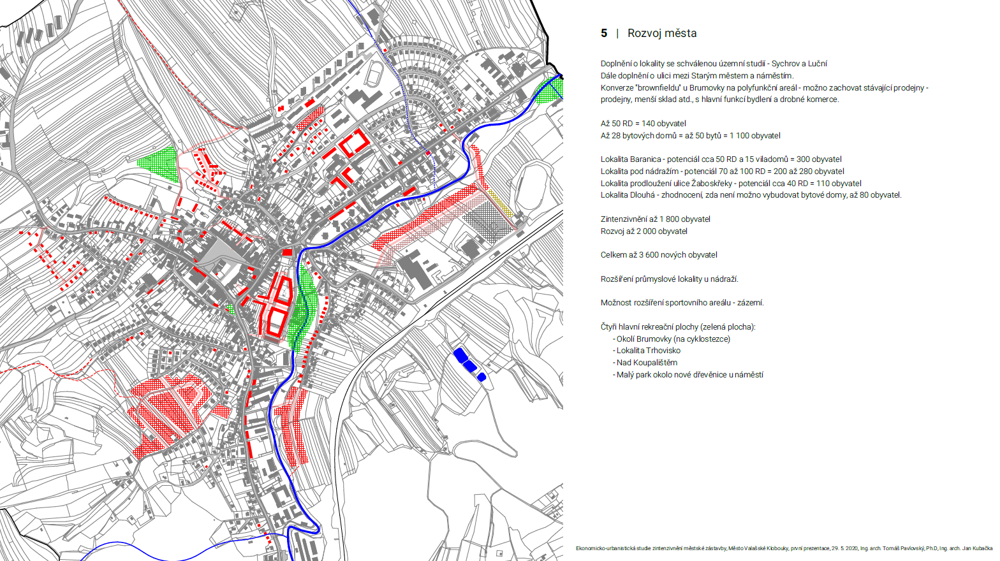 5 | Rozvoj města
Doplnění o lokality se schválenou územní studií - Sychrov a Luční
Dále doplnění o ulici mezi Starým městem a náměstím.
Konverze "brownfieldu" u Brumovky na polyfunkční areál - možno zachovat stávající prodejny -
prodejny, menší sklad atd., s hlavní funkcí bydlení a drobné komerce.
Až 50 RD = 140 obyvatel
Až 28 bytových domů = až 50 bytů = 1 100 obyvatel
Lokalita Baranica - potenciál cca 50 RD a 15 viladomů = 300 obyvatel
Lokalita pod nádražím - potenciál 70 až 100 RD = 200 až 280 obyvatel
Lokalita prodloužení ulice Žaboskřeky - potenciál cca 40 RD = 110 obyvatel
Lokalita Dlouhá - zhodnocení, zda není možno vybudovat bytové domy, až 80 obyvatel.
Zintenzivnění až 1 800 obyvatel
Rozvoj až 2 000 obyvatel
Celkem až 3 600 nových obyvatel
Rozšíření průmyslové lokality u nádraží.
Možnost rozšíření sportovního areálu - zázemí.
Čtyři hlavní rekreační plochy (zelená plocha):
- Okolí Brumovky (na cyklostezce)
- Lokalita Trhovisko
- Nad Koupalištěm
- Malý park okolo nové dřevěnice u náměstí
Ekonomicko-urbanistická studie zintenzivnění městské zástavby, Město Valašské Klobouky, první prezentace, 29. 5. 2020, Ing. arch. Tomáš Pavlovský, Ph.D, Ing. arch. Jan Kubačka